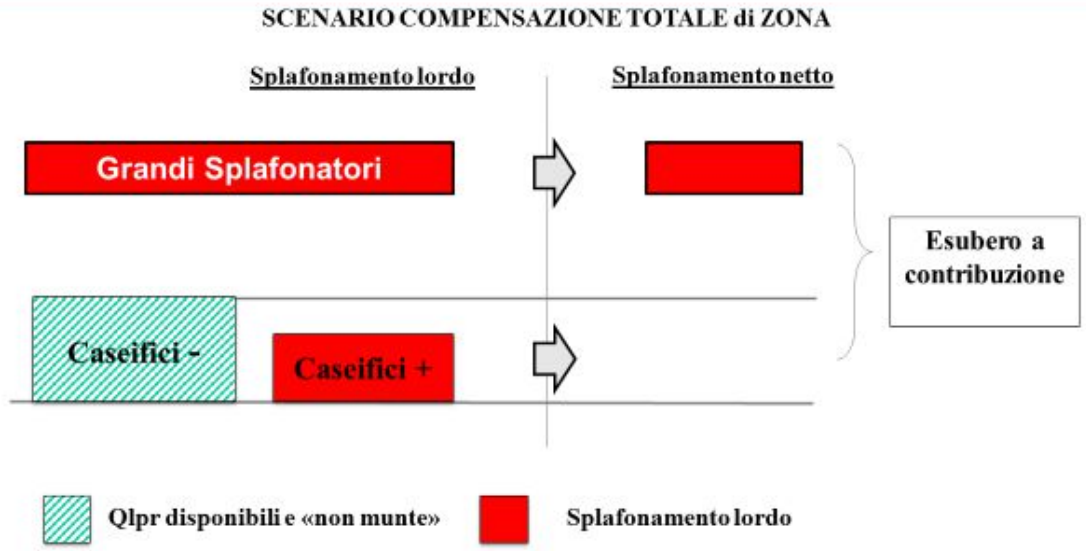 SCENARIO COMPENSAZIONE TOTALE di ZONA
Splafonamento lordo
Splafonamento netto
Grandi Splafonatori
Esubero a
contribuzione
Caseifici -
Caseifici +
Qlpr disponibili e «non munte»
Splafonamento lordo